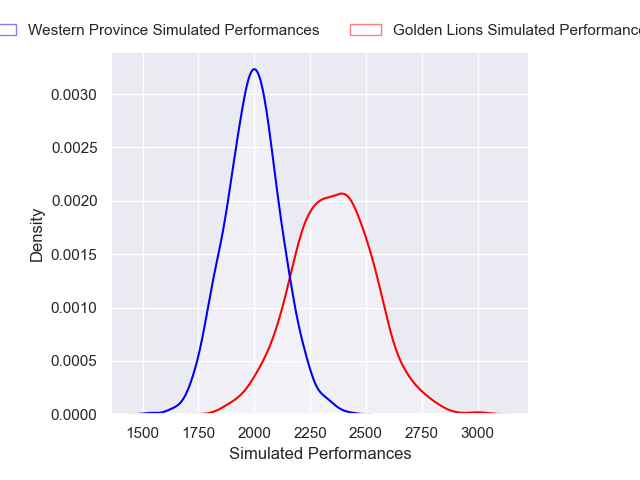 Western Province Simulated Performances Golden Lions Simulated Performance
0.0030
0.0025
0.0020
0.0015
0.0010
0.0005
0.0000
Density
1500 1750 2000 2250 2500 2750 3000
Simulated Performances